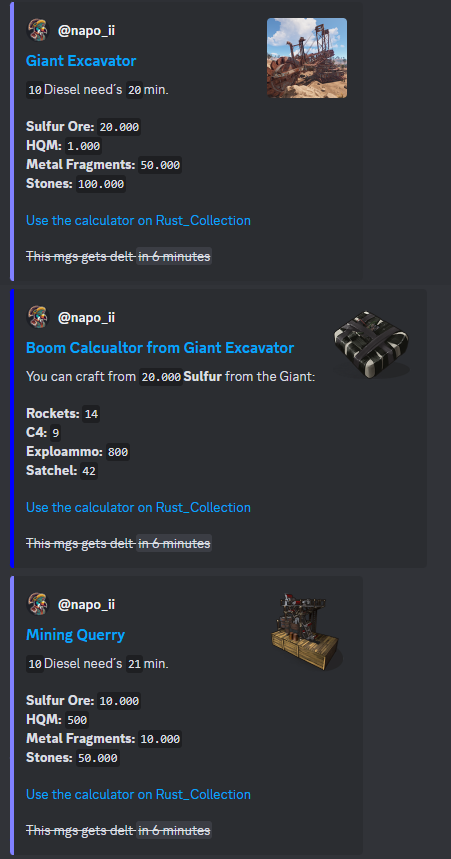 @napo_ii
Giant Excavator
10 Diesel need´s 20 min.
Sulfur Ore: 20.000
HQM: 1.000
Metal Fragments: 50.000
Stones: 100.000
Use the calculator on Rust_Collection
This mgs gets delt in 6 minutes
@napo_ii
Boom Calcualtor from Giant Excavator
You can craft from 20.000 Sulfur from the Giant:
Rockets: 14
C4: 9
Exploammo: 800
Satchel: 42
Use the calculator on Rust_Collection
This mgs gets delt in 6 minutes
@napo_ii
Mining Querry
10 Diesel need´s 21 min.
Sulfur Ore: 10.000
HQM: 500
Metal Fragments: 10.000
Stones: 50.000
Use the calculator on Rust_Collection
This mgs gets delt in 6 minutes